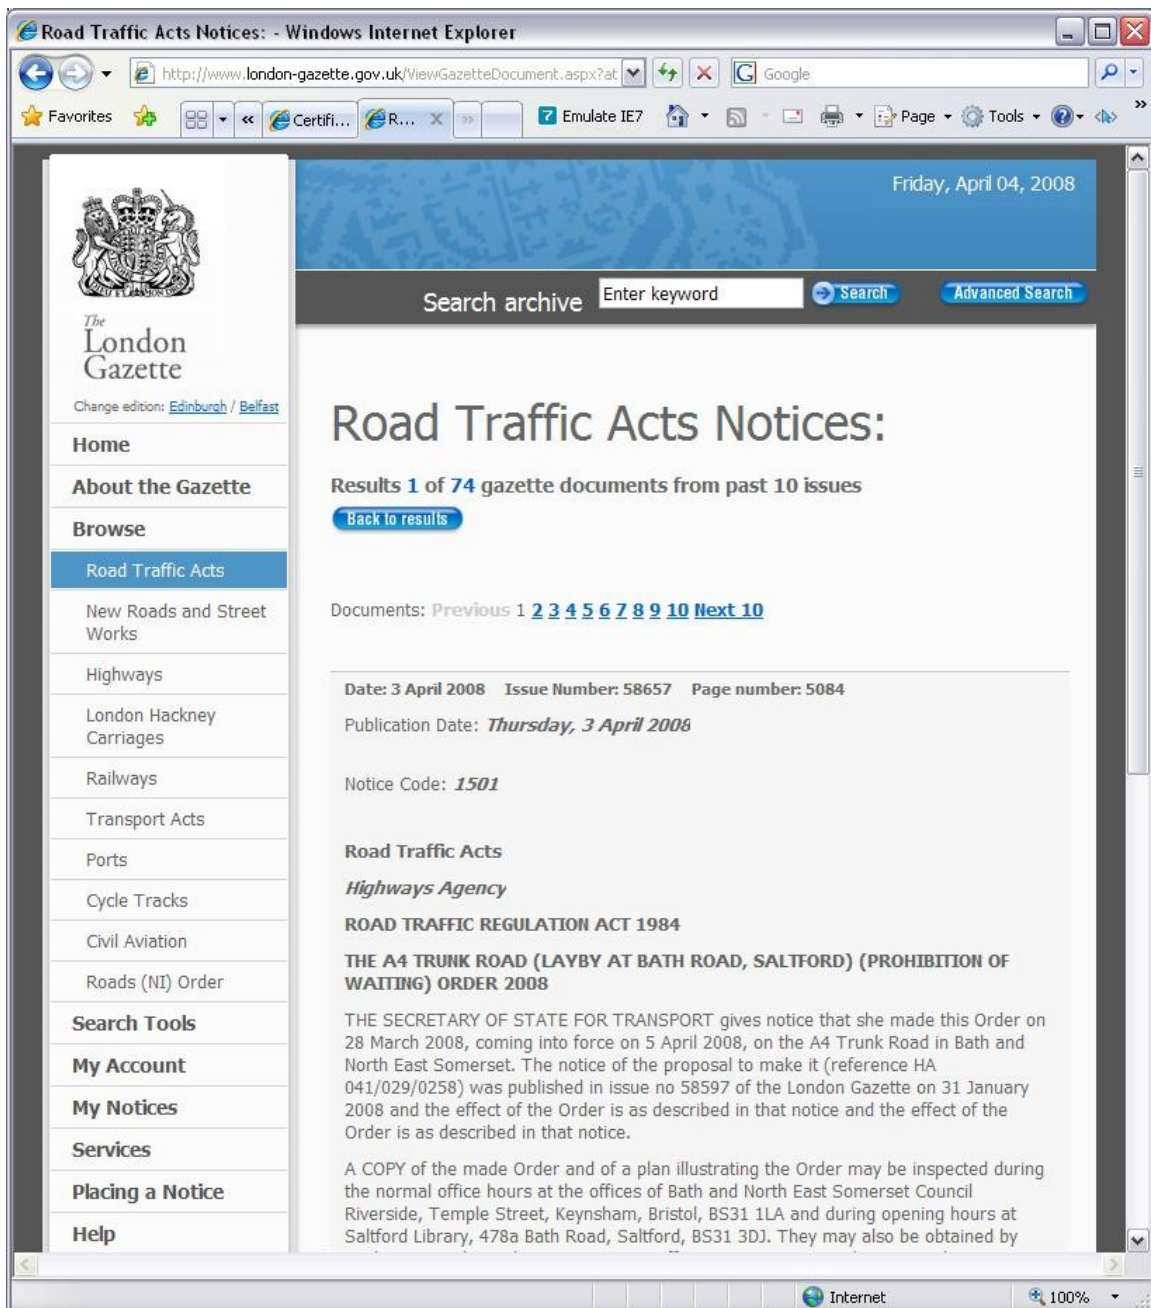 Road Traffic Acts Notices: - Windows Internet Explorer
http://www.london-gazette.gov.uk/ViewGazetteDocument.aspx?at
Google
Favorites
Certifi...
R...
Emulate IE7
Page
Tools
Friday, April 04, 2008
Search archive
Enter keyword
Search
Advanced Search
The
London
Gazette
Change edition: Edinburgh / Belfast
Home
About the Gazette
Browse
Road Traffic Acts
New Roads and Street
Works
Highways
London Hackney
Carriages
Railways
Transport Acts
Ports
Cycle Tracks
Civil Aviation
Roads (NI) Order
Search Tools
My Account
My Notices
Services
Placing a Notice
Help
Road Traffic Acts Notices:
Results 1 of 74 gazette documents from past 10 issues
Back to results
Documents: Previous 1 2 3 4 5 6 7 8 9 10 Next 10
Date: 3 April 2008 Issue Number: 58657 Page number: 5084
Publication Date: Thursday, 3 April 2008
Notice Code: 1501
Road Traffic Acts
Highways Agency
ROAD TRAFFIC REGULATION ACT 1984
THE A4 TRUNK ROAD (LAYBY AT BATH ROAD, SALTFORD) (PROHIBITION OF
WAITING) ORDER 2008
THE SECRETARY OF STATE FOR TRANSPORT gives notice that she made this Order on
28 March 2008, coming into force on 5 April 2008, on the A4 Trunk Road in Bath and
North East Somerset. The notice of the proposal to make it (reference HA
041/029/0258) was published in issue no 58597 of the London Gazette on 31 January
2008 and the effect of the Order is as described in that notice and the effect of the
Order is as described in that notice.
A COPY of the made Order and of a plan illustrating the Order may be inspected during
the normal office hours at the offices of Bath and North East Somerset Council
Riverside, Temple Street, Keynsham, Bristol, BS31 1LA and during opening hours at
Saltford Library, 478a Bath Road, Saltford, BS31 3DJ. They may also be obtained by
Internet
100%